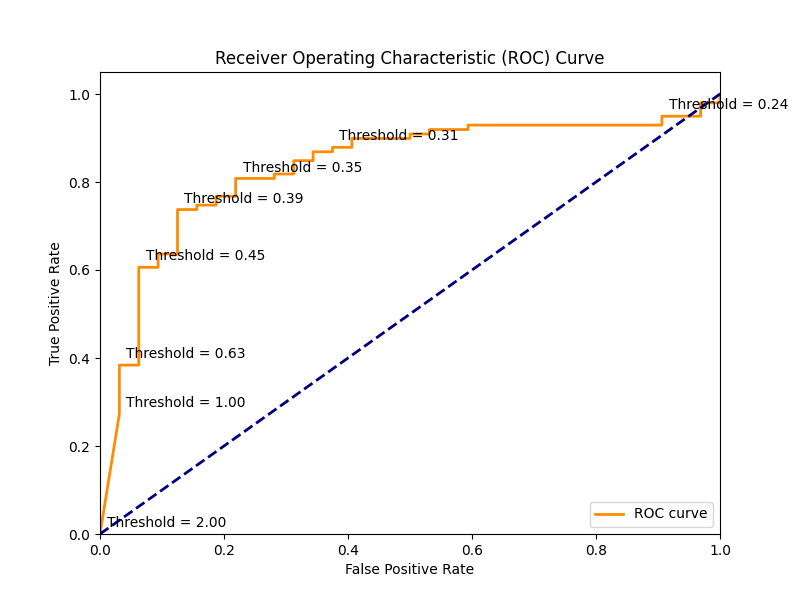 Receiver Operating Characteristic (ROC) Curve
1.0
0.8
0.6
0.4
0.2
0.0
True Positive Rate
Threshold = 0.24
Threshold = 0.31
Threshold = 0.35
Threshold = 0.39
Threshold = 0.45
Threshold = 0.63
Threshold = 1.00
Threshold = 2.00
ROC curve
0.0 0.2 0.4 0.6 0.8 1.0
False Positive Rate